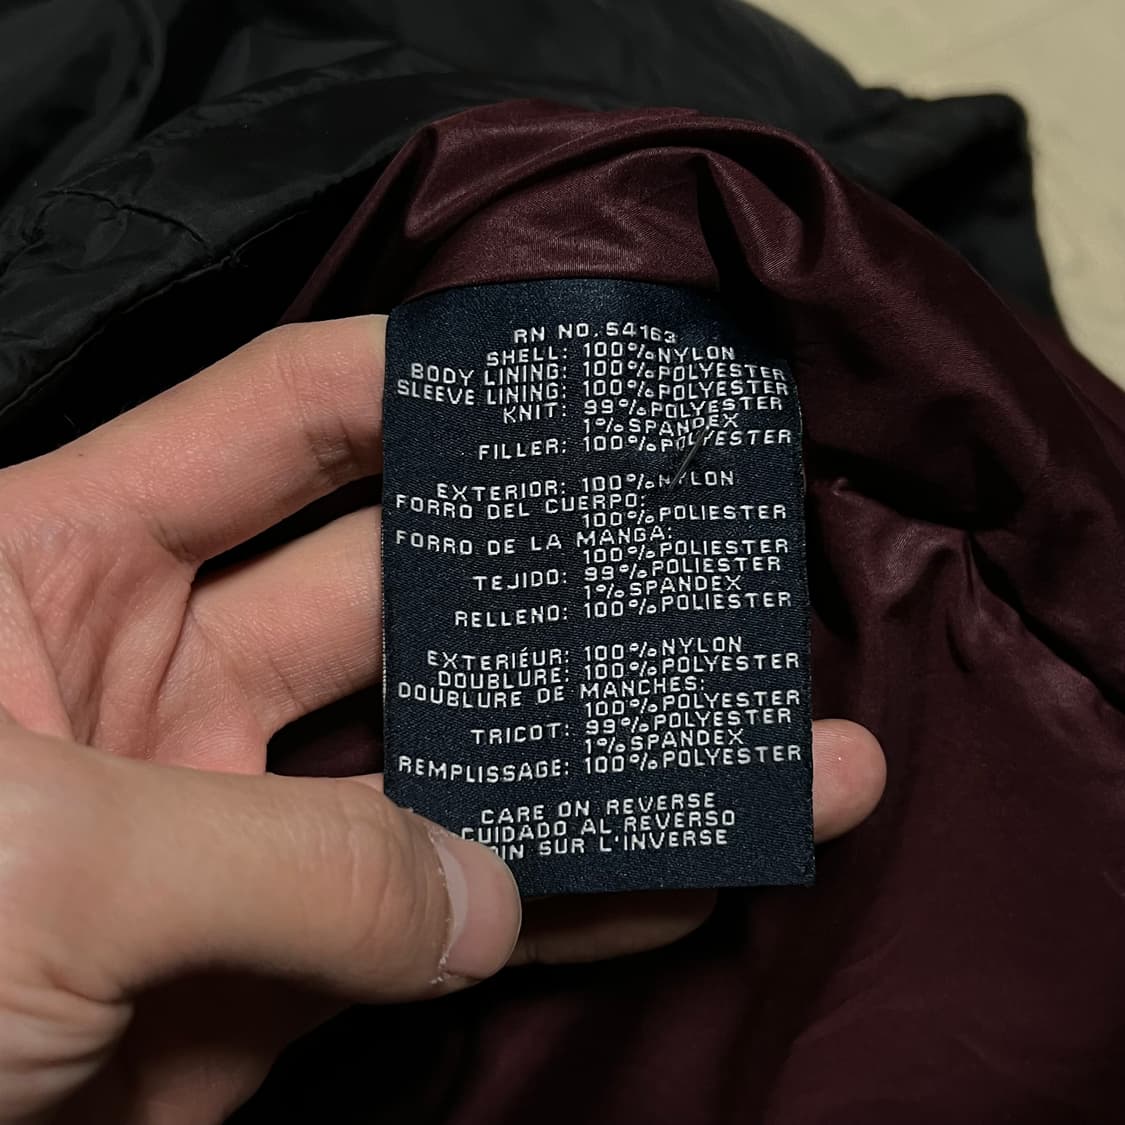 RN NO. 54163
SHELL: 100% NYLON
BODY LINING: 100% POLYESTER
SLEEVE LINING: 100% POLYESTER
KNIT: 99% POLYESTER
1% SPANDEX
FILLER: 100% POLYESTER
EXTERIOR: 100% NYLON
FORRO DEL CUERPO:
100% POLIESTER
FORRO DE LA MANGA:
100% POLIESTER
TEJIDO: 99% POLIESTER
1% SPANDEX
RELLENO: 100% POLIESTER
EXTERIÉUR: 100% NYLON
DOUBLURE: 100% POLYESTER
DOUBLURE DE MANCHES:
100% POLYESTER
TRICOT: 99% POLYESTER
1% SPANDEX
REMPLISSAGE: 100% POLYESTER
CARE ON REVERSE
CUIDADO AL REVERSO
SUR L'INVERSE